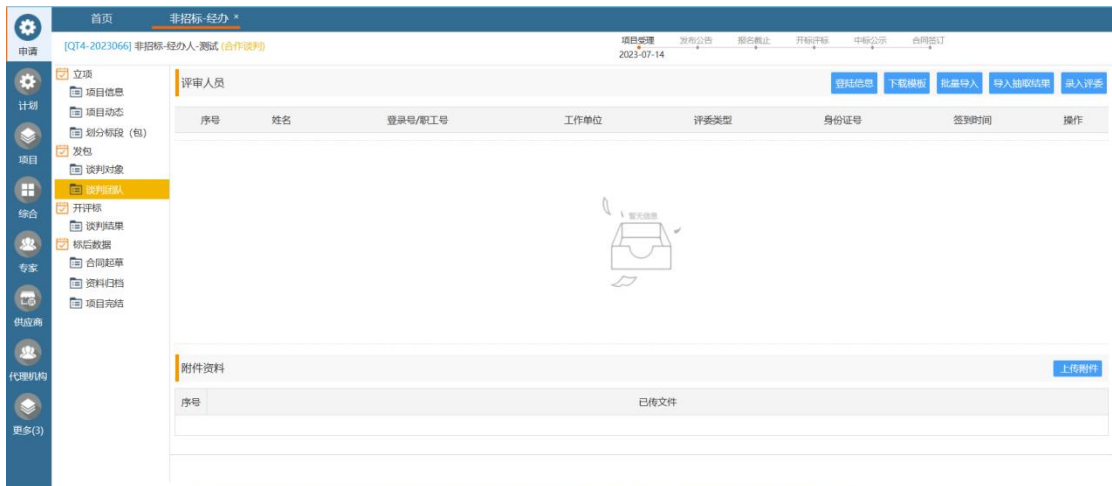 首页
非招标-经办 ×
申请
[QT4-2023066] 非招标-经办人-测试 (合作谈判)
项目受理 发布公告 报名截止 开标评标 中标公示 合同签订
2023-07-14
计划
项目
综合
专家
供应商
代理机构
更多(3)
立项
项目信息
项目动态
划分标段 (包)
发包
谈判对象
谈判团队
开评标
谈判结果
标后数据
合同起草
资料归档
项目完结
评审人员
登陆信息 下载模板 批量导入 导入抽取结果 录入评委
序号 姓名 登录号/职工号 工作单位 评委类型 身份证号 签到时间 操作
暂无信息
附件资料
上传附件
序号 已传文件